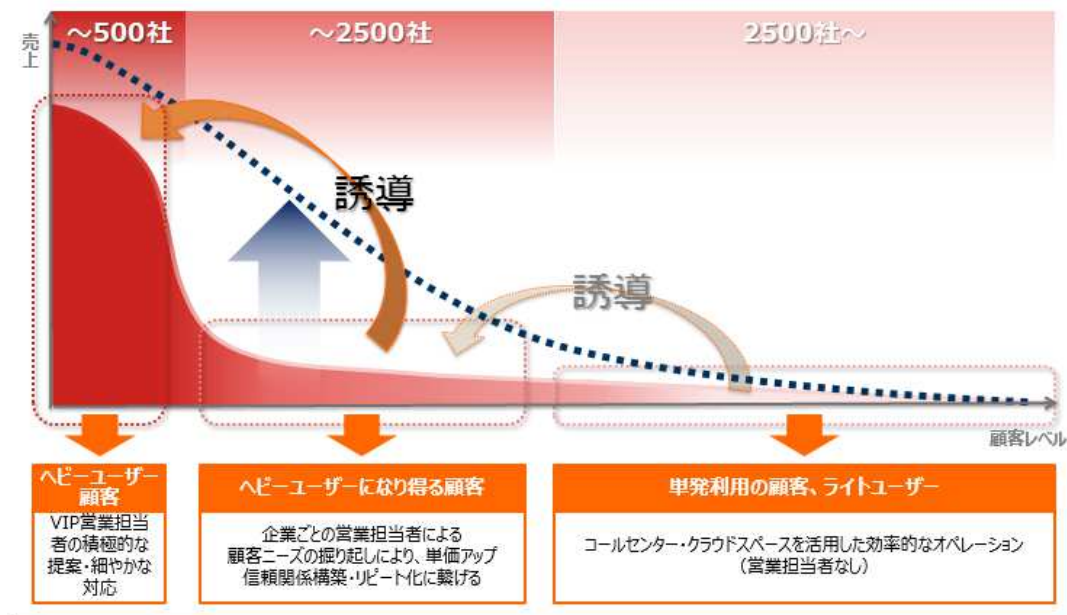 ～500社
～2500社
2500社～
売上
誘導
誘導
顧客レベル
ヘビーユーザー
顧客
VIP営業担当
者の積極的な
提案・細やかな
対応
ヘビーユーザーになり得る顧客
企業ごとの営業担当者による
顧客ニーズの掘り起しにより、単価アップ
信頼関係構築・リピート化に繋げる
単発利用の顧客、ライトユーザー
コールセンター・クラウドスペースを活用した効率的なオペレーション
（営業担当者なし）